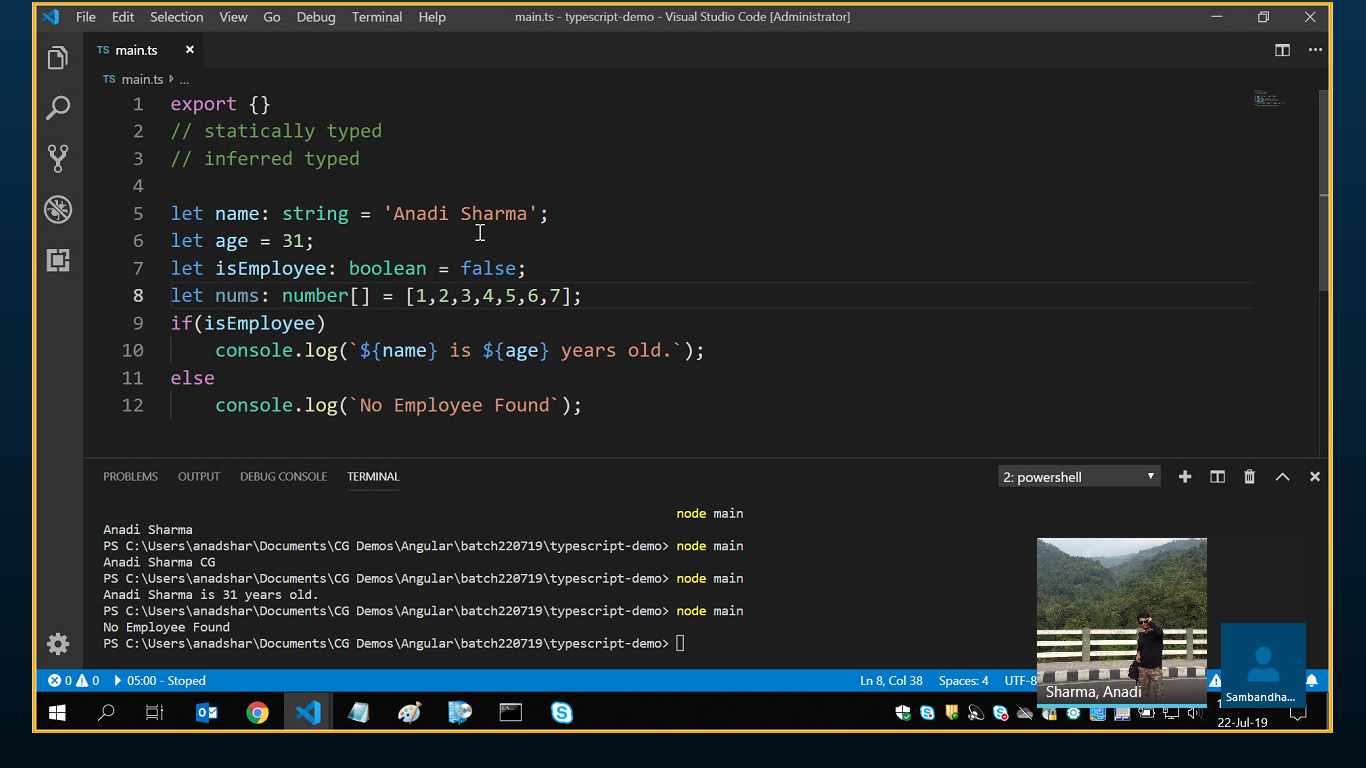 File Edit Selection View Go Debug Terminal Help main.ts - typescript-demo - Visual Studio Code [Administrator]
TS main.ts ×
TS main.ts ...
1 export {}
2 // statically typed
3 // inferred typed
4
5 let name: string = 'Anadi Sharma';
6 let age = 31;
7 let isEmployee: boolean = false;
8 let nums: number[] = [1,2,3,4,5,6,7];
9 if(isEmployee)
10 console.log(`${name} is ${age} years old.`);
11 else
12 console.log(`No Employee Found`);
PROBLEMS OUTPUT DEBUG CONSOLE TERMINAL 2: powershell
node main
Anadi Sharma
PS C:\Users\anadshar\Documents\CG Demos\Angular\batch220719\typescript-demo> node main
Anadi Sharma CG
PS C:\Users\anadshar\Documents\CG Demos\Angular\batch220719\typescript-demo> node main
Anadi Sharma is 31 years old.
PS C:\Users\anadshar\Documents\CG Demos\Angular\batch220719\typescript-demo> node main
No Employee Found
PS C:\Users\anadshar\Documents\CG Demos\Angular\batch220719\typescript-demo>
0 0 05:00 - Stoped Ln 8, Col 38 Spaces: 4 UTF-8
Sharma, Anadi
Sambandha...
22-Jul-19